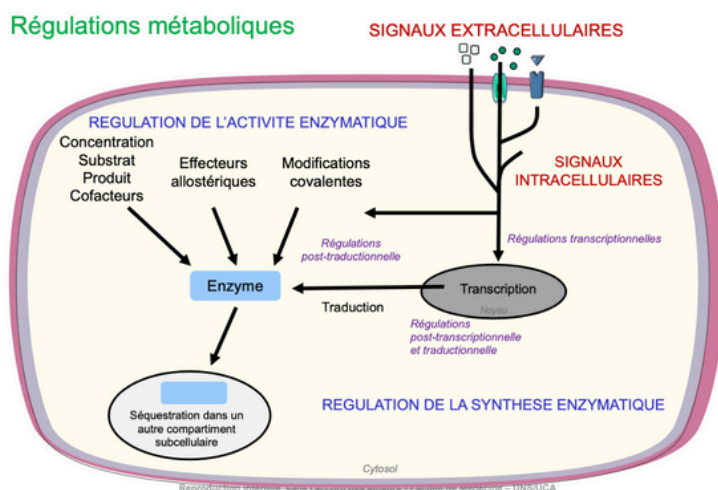 Régulations métaboliques
SIGNAUX EXTRACELLULAIRES
REGULATION DE L'ACTIVITE ENZYMATIQUE
Concentration
Substrat
Produit
Cofacteurs
Effecteurs
allostériques
Modifications
covalentes
SIGNAUX
INTRACELLULAIRES
Régulations
post-traductionnelle
Régulations transcriptionnelles
Enzyme
Traduction
Transcription
Noyau
Régulations
post-transcriptionnelle
et traductionnelle
Séquestration dans un
autre compartiment
subcellulaire
REGULATION DE LA SYNTHESE ENZYMATIQUE
Cytosol